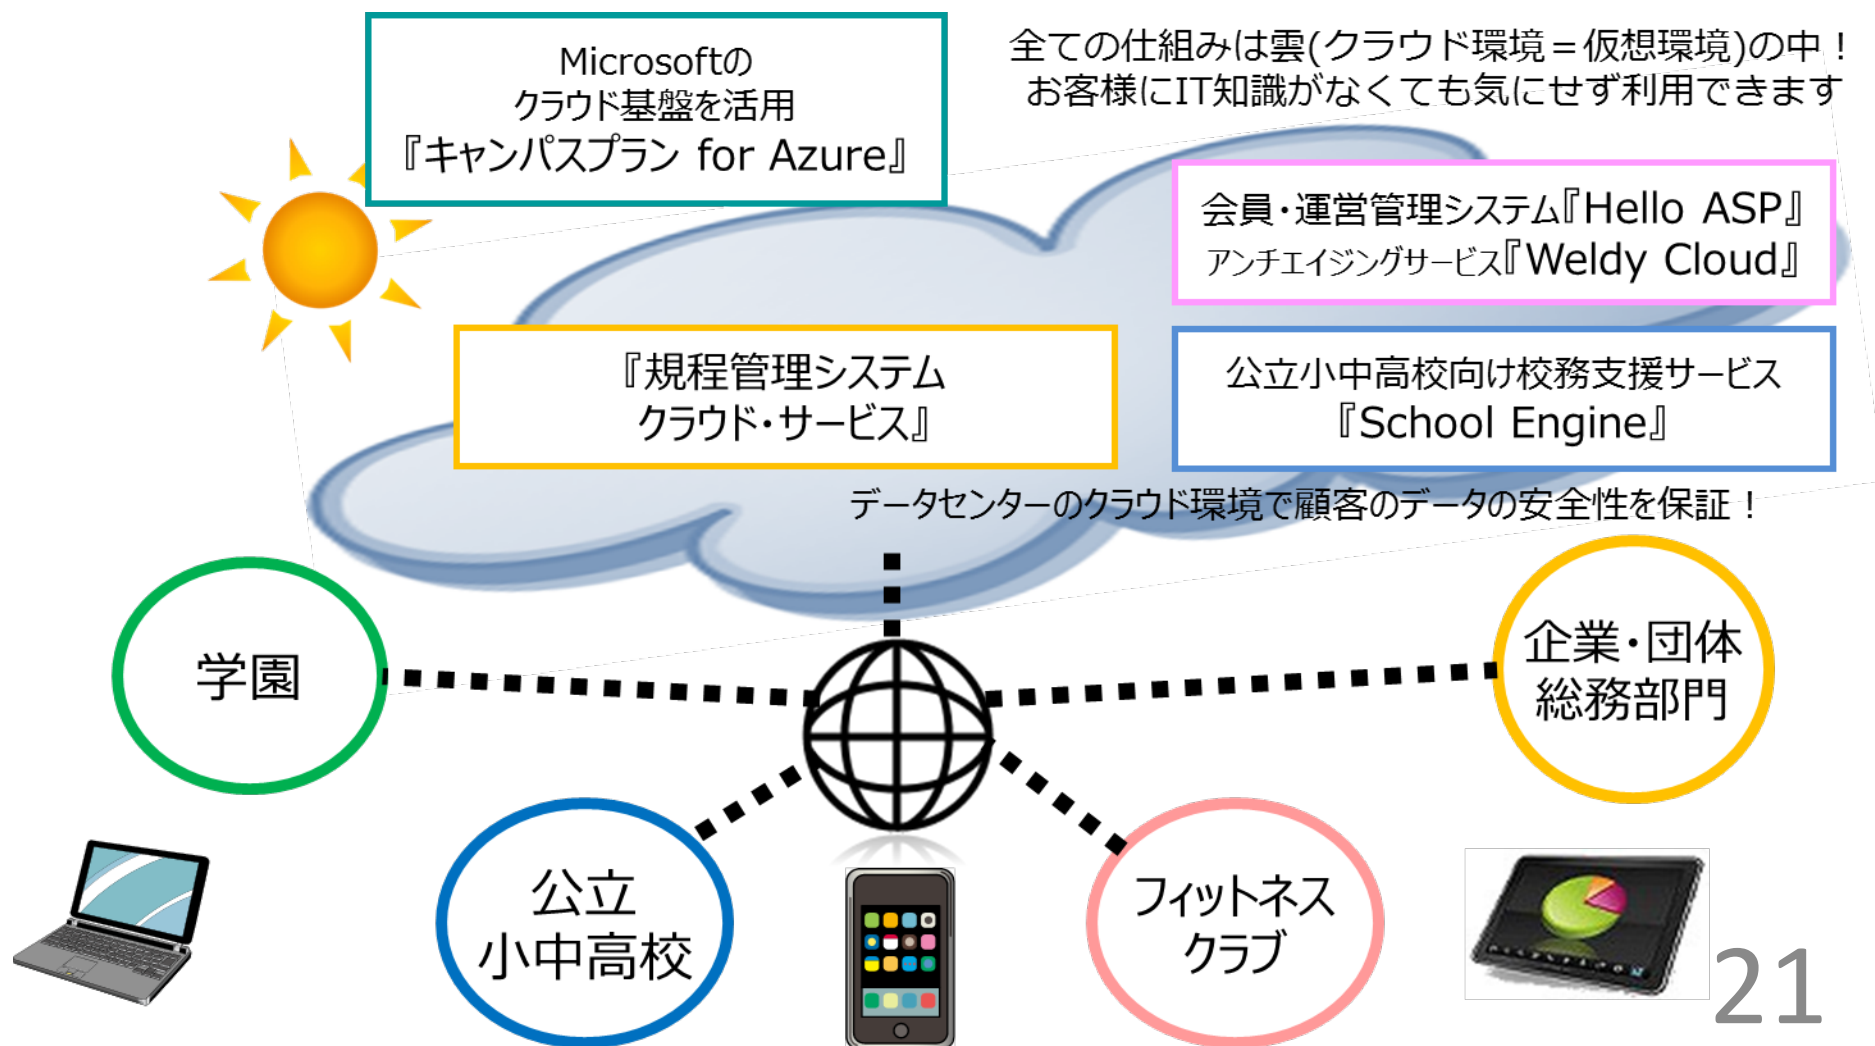 Microsoftの
クラウド基盤を活用
『キャンパスプラン for Azure』
全ての仕組みは雲(クラウド環境＝仮想環境)の中！
お客様にIT知識がなくても気にせず利用できます
会員・運営管理システム『Hello ASP』
アンチエイジングサービス『Weldy Cloud』
『規程管理システム
クラウド・サービス』
公立小中高校向け校務支援サービス
『School Engine』
データセンターのクラウド環境で顧客のデータの安全性を保証！
学園
企業・団体
総務部門
公立
小中高校
フィットネス
クラブ
21